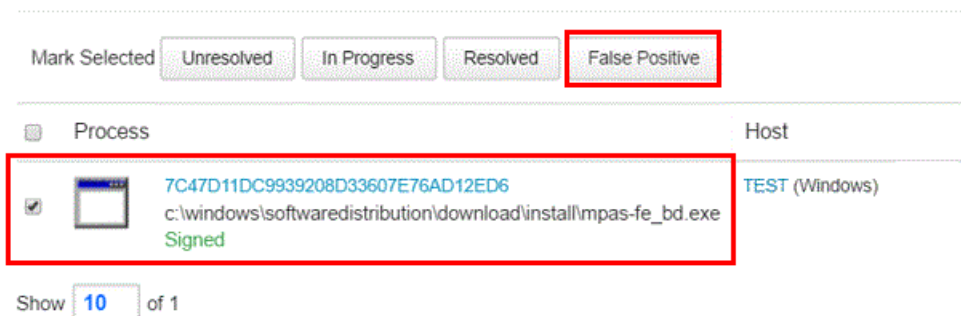 Mark Selected Unresolved In Progress Resolved False Positive
Process Host
7C47D11DC9939208D33607E76AD12ED6 TEST (Windows)
c:\windows\softwaredistribution\download\install\mpas-fe_bd.exe
Signed
Show 10 of 1